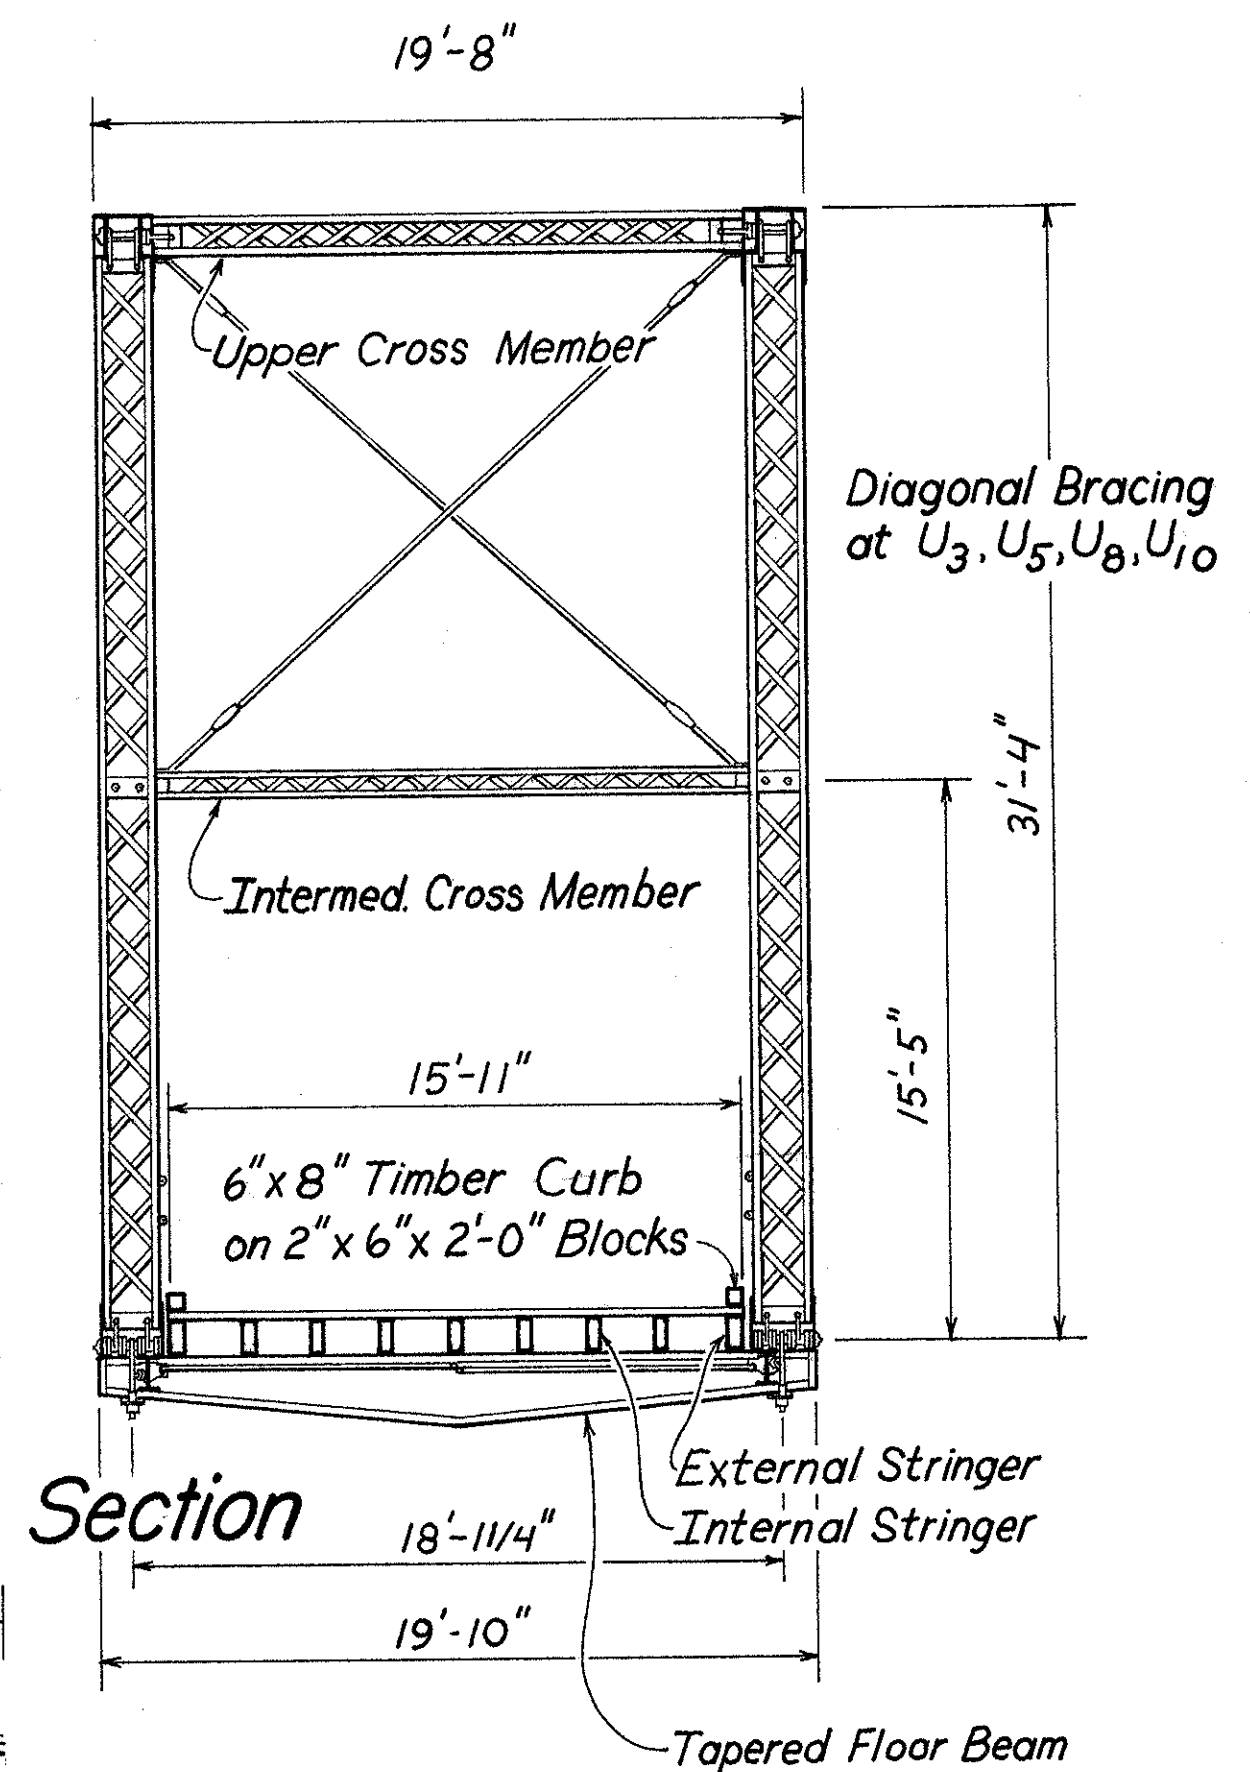 19'-8"
Upper Cross Member
Diagonal Bracing
at U3, U5, U8, U10
31'-4"
Intermed. Cross Member
15'-5"
15'-11"
6"x 8" Timber Curb
on 2"x 6"x 2'-0" Blocks
External Stringer
Section
18'-11/4"
Internal Stringer
19'-10"
Tapered Floor Beam